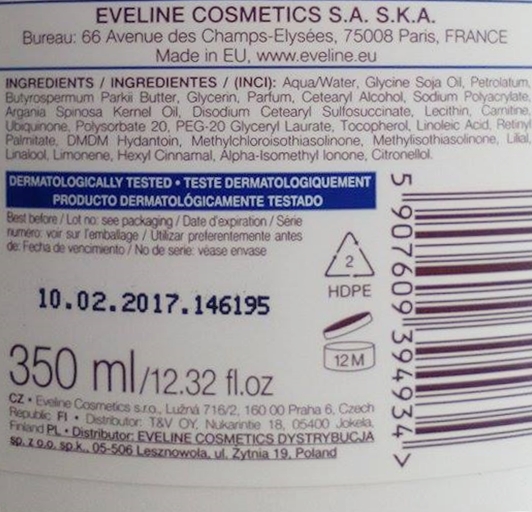 EVELINE COSMETICS S.A. S.K.A.
Bureau: 66 Avenue des Champs-Elysées, 75008 Paris, FRANCE
Made in EU, www.eveline.eu
INGREDIENTS / INGREDIENTES / (INCI): Aqua/Water, Glycine Soja Oil, Petrolatum,
Butyrospermum Parkii Butter, Glycerin, Parfum, Cetearyl Alcohol, Sodium Polyacrylate,
Argania Spinosa Kernel Oil, Disodium Cetearyl Sulfosuccinate, Lecithin, Carnitine,
Ubiquinone, Polysorbate 20, PEG-20 Glyceryl Laurate, Tocopherol, Linoleic Acid, Retinyl
Palmitate, DMDM Hydantoin, Methylchloroisothiasolinone, Methylisothiasolinone, Lilial,
Linalool, Limonene, Hexyl Cinnamal, Alpha-Isomethyl Ionone, Citronellol.
DERMATOLOGICALLY TESTED • TESTE DERMATOLOGIQUEMENT
PRODUCTO DERMATOLÓGICAMENTE TESTADO
Best before / Lot no: see packaging / Date d'expiration / Série
numéro: voir sur l'emballage / Utilizar preferentemente antes
de: Fecha de vencimiento / No de serie: véase envase
10.02.2017.146195
2
HDPE
12 M
5 907609 394934 >
350 ml/12.32 fl.oz
CZ • Eveline Cosmetics s.r.o., Lužná 716/2, 160 00 Praha 6, Czech
Republic FI • Distributor: T&V OY, Nukarintie 18, 05400 Jokela,
Finland PL • Distributor: EVELINE COSMETICS DYSTRYBUCJA
sp. z o.o. sp.k., 05-506 Lesznowola, ul. Żytnia 19, Poland